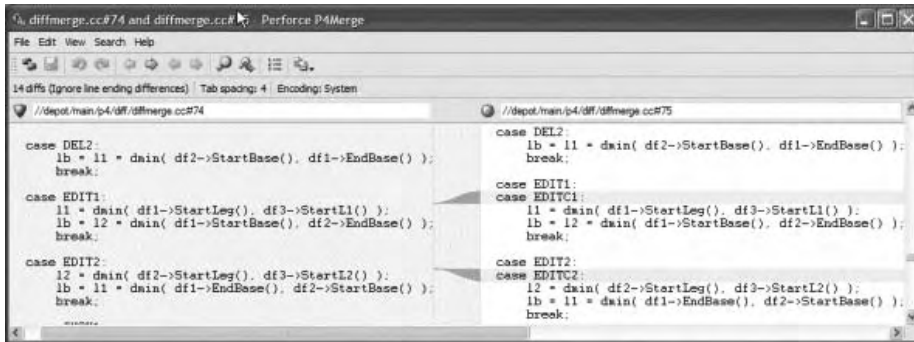 diffmerge.cc#74 and diffmerge.cc# 5 - Perforce P4Merge
File Edit View Search Help
14 diffs (Ignore line ending differences) Tab spacing: 4 Encoding: System
//depot/main/p4/diff/diffmerge.cc#74
case DEL2:
lb = l1 = dmin( df2->StartBase(), df1->EndBase() );
break;
case EDIT1:
l1 = dmin( df1->StartLeg(), df3->StartL1() );
lb = l2 = dmin( df1->StartBase(), df2->EndBase() );
break;
case EDIT2:
l2 = dmin( df2->StartLeg(), df3->StartL2() );
lb = l1 = dmin( df1->EndBase(), df2->StartBase() );
break;
//depot/main/p4/diff/diffmerge.cc#75
case DEL2:
lb = l1 = dmin( df2->StartBase(), df1->EndBase() );
break;
case EDIT1:
case EDITC1:
l1 = dmin( df1->StartLeg(), df3->StartL1() );
lb = l2 = dmin( df1->StartBase(), df2->EndBase() );
break;
case EDIT2:
case EDITC2:
l2 = dmin( df2->StartLeg(), df3->StartL2() );
lb = l1 = dmin( df1->EndBase(), df2->StartBase() );
break;